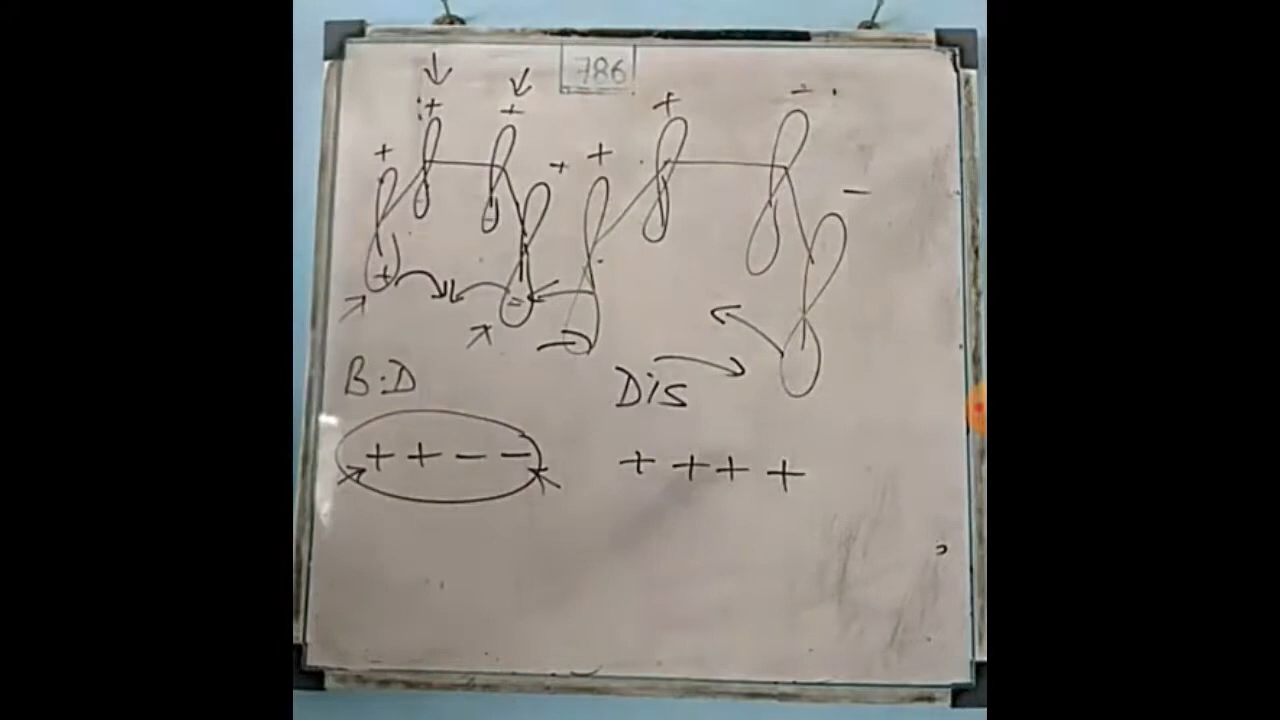 786
+ + + -
+ + + -
+ -
B.D Dis
+ + - - + + + +